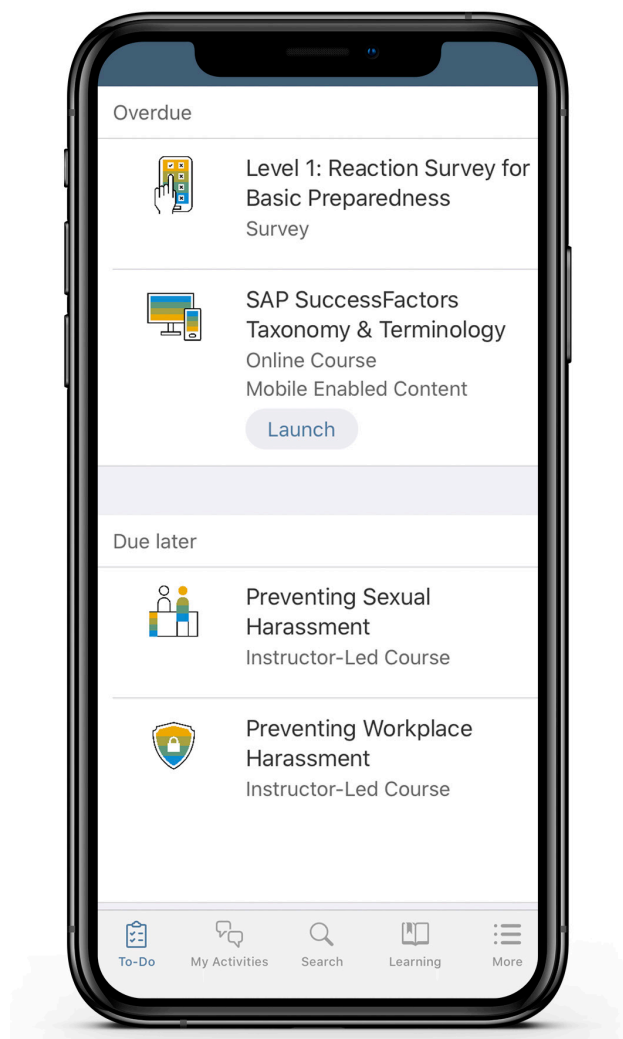 Overdue
Level 1: Reaction Survey for
Basic Preparedness
Survey
SAP SuccessFactors
Taxonomy & Terminology
Online Course
Mobile Enabled Content
Launch
Due later
Preventing Sexual
Harassment
Instructor-Led Course
Preventing Workplace
Harassment
Instructor-Led Course
To-Do
My Activities
Search
Learning
More